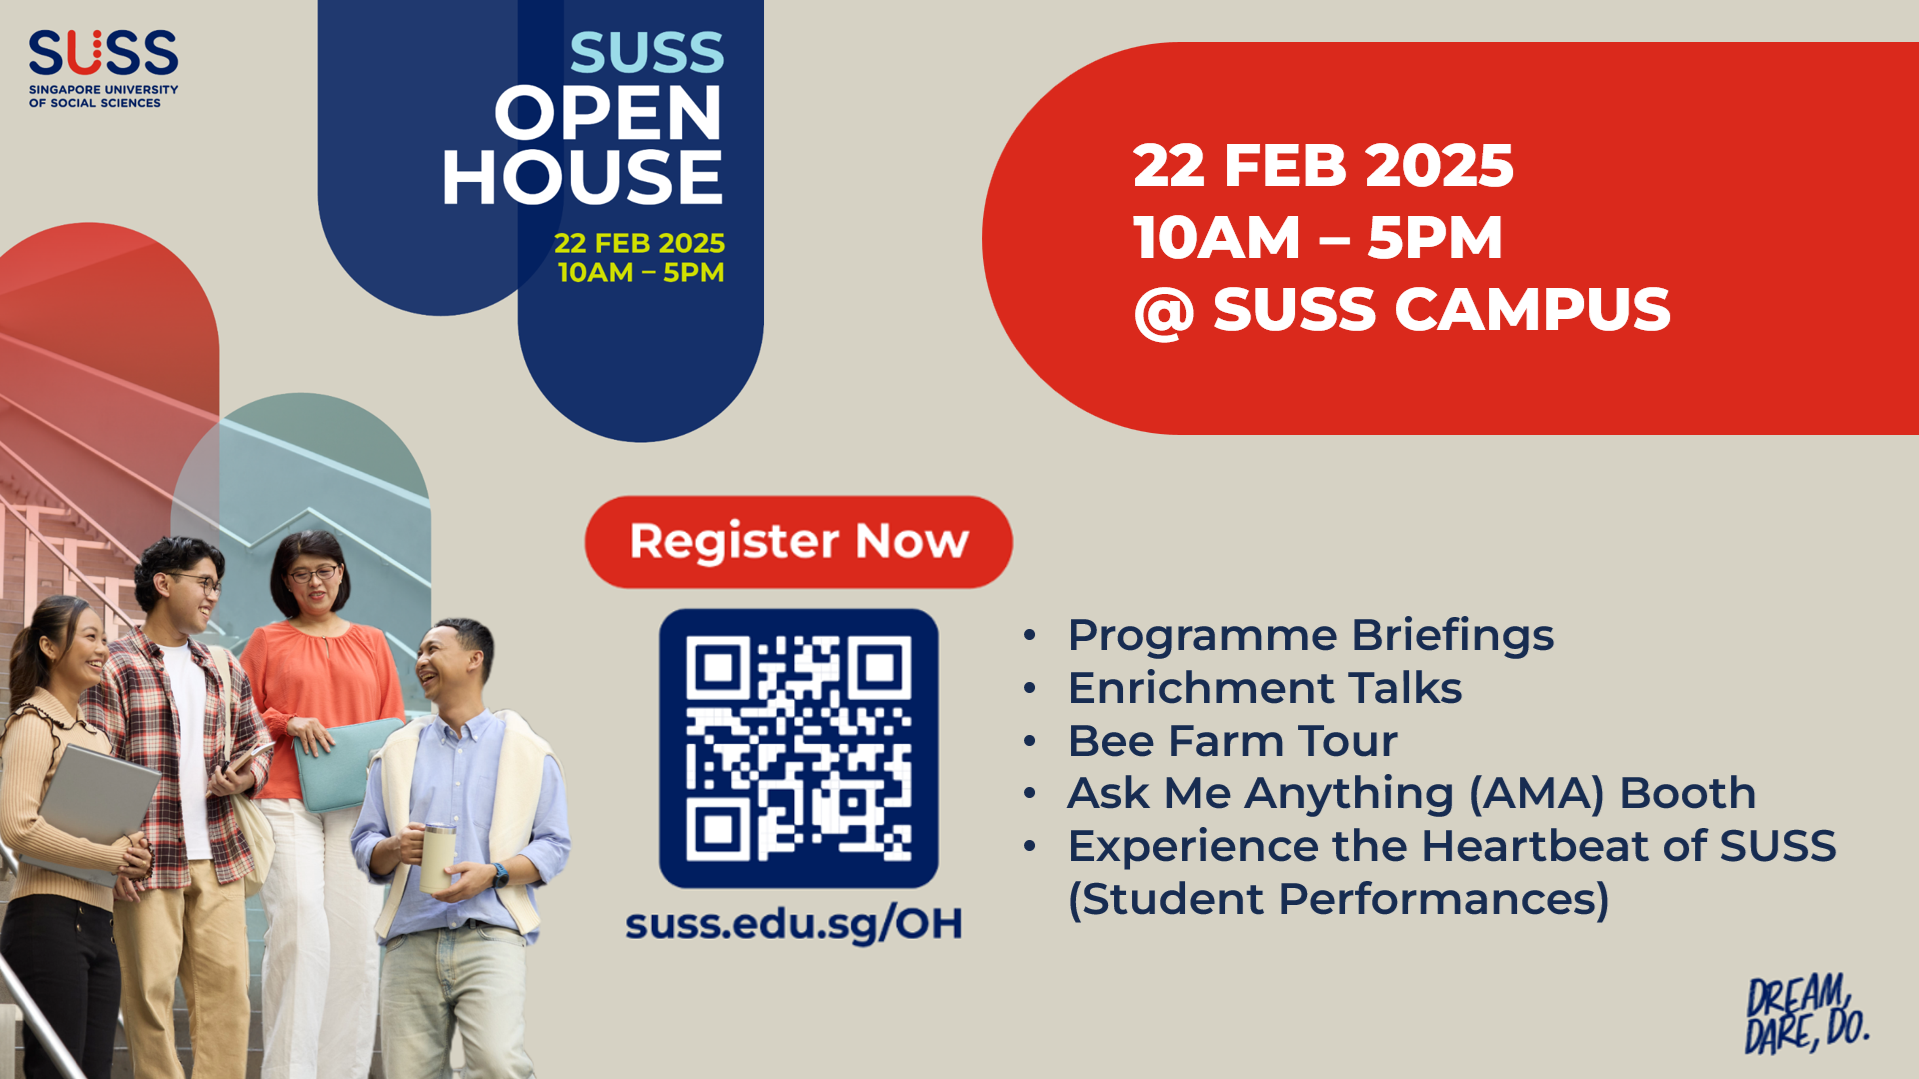 SUSS
SINGAPORE UNIVERSITY
OF SOCIAL SCIENCES
SUSS
OPEN
HOUSE
22 FEB 2025
10AM – 5PM
22 FEB 2025
10AM – 5PM
@ SUSS CAMPUS
Register Now
suss.edu.sg/OH
• Programme Briefings
• Enrichment Talks
• Bee Farm Tour
• Ask Me Anything (AMA) Booth
• Experience the Heartbeat of SUSS
(Student Performances)
DREAM,
DARE, DO.